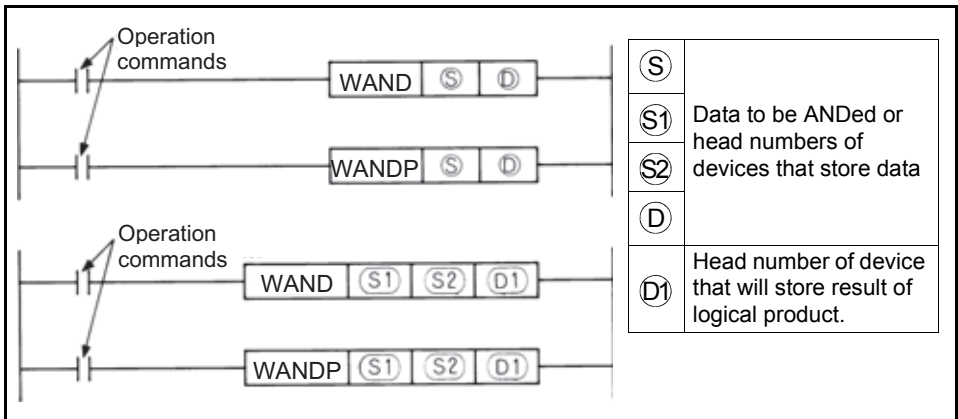 Operation
commands
WAND S D
WANDP S D
Operation
commands
WAND S1 S2 D1
WANDP S1 S2 D1
S
S1
S2
D
Data to be ANDed or
head numbers of
devices that store data
D1
Head number of device
that will store result of
logical product.